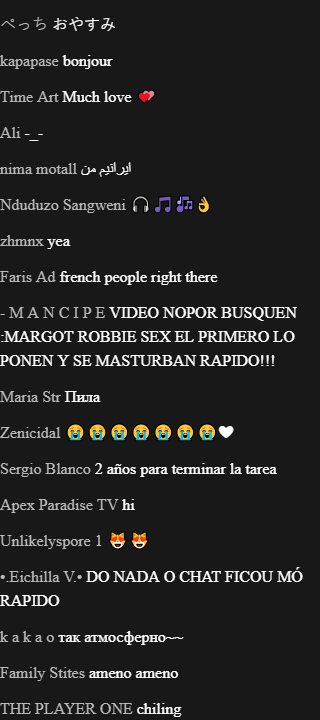 ぺっち おやすみ
kapapase bonjour
Time Art Much love 💕
Ali -_-
nima motall ایرانیم من
Nduduzo Sangweni 🎧 🎵 🎶 👌
zhmnx yea
Faris Ad french people right there
- M A N C I P E VIDEO NOPOR BUSQUEN
:MARGOT ROBBIE SEX EL PRIMERO LO
PONEN Y SE MASTURBAN RAPIDO!!!
Maria Str Пила
Zenicidal 😭 😭 😭 😭 😭 😭 😭🤍
Sergio Blanco 2 años para terminar la tarea
Apex Paradise TV hi
Unlikelyspore 1 😻 😻
•.Eichilla V.• DO NADA O CHAT FICOU MÓ
RAPIDO
k a k a o так атмосферно~~
Family Stites ameno ameno
THE PLAYER ONE chiling